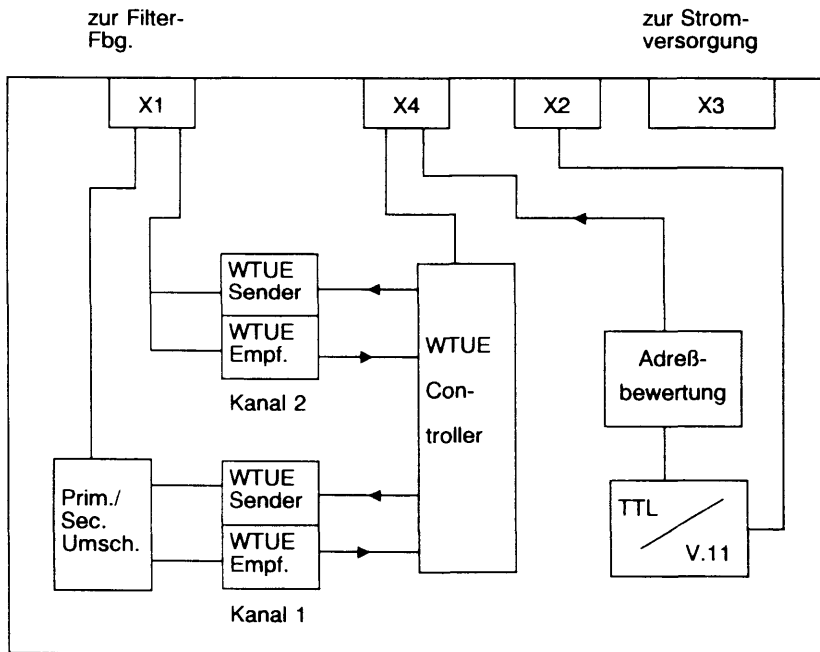 zur Filter-
Fbg.
zur Strom-
versorgung
X1
X4
X2
X3
WTUE
Sender
WTUE
Empf.
Kanal 2
WTUE
Con-
troller
Adreß-
bewertung
Prim./
Sec.
Umsch.
WTUE
Sender
WTUE
Empf.
Kanal 1
TTL
V.11